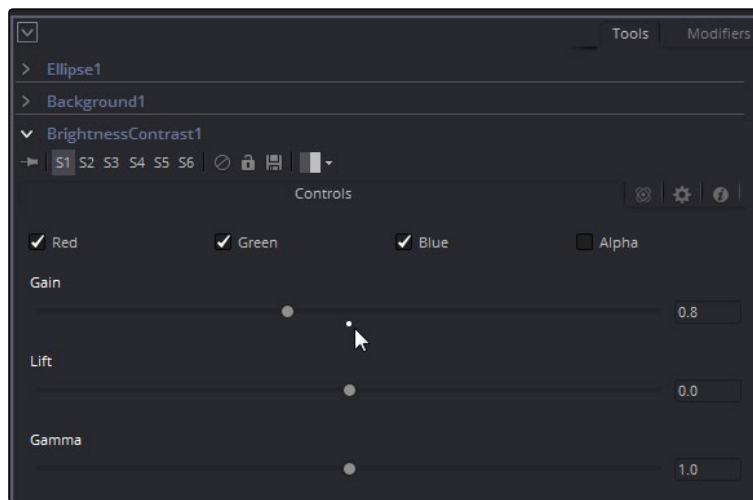 Tools Modifiers
Ellipse1
Background1
BrightnessContrast1
S1 S2 S3 S4 S5 S6
Controls
Red Green Blue Alpha
Gain
0.8
Lift
0.0
Gamma
1.0